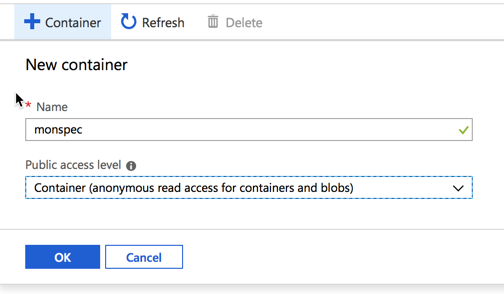 Container Refresh Delete
New container
* Name
monspec
Public access level
Container (anonymous read access for containers and blobs)
OK Cancel